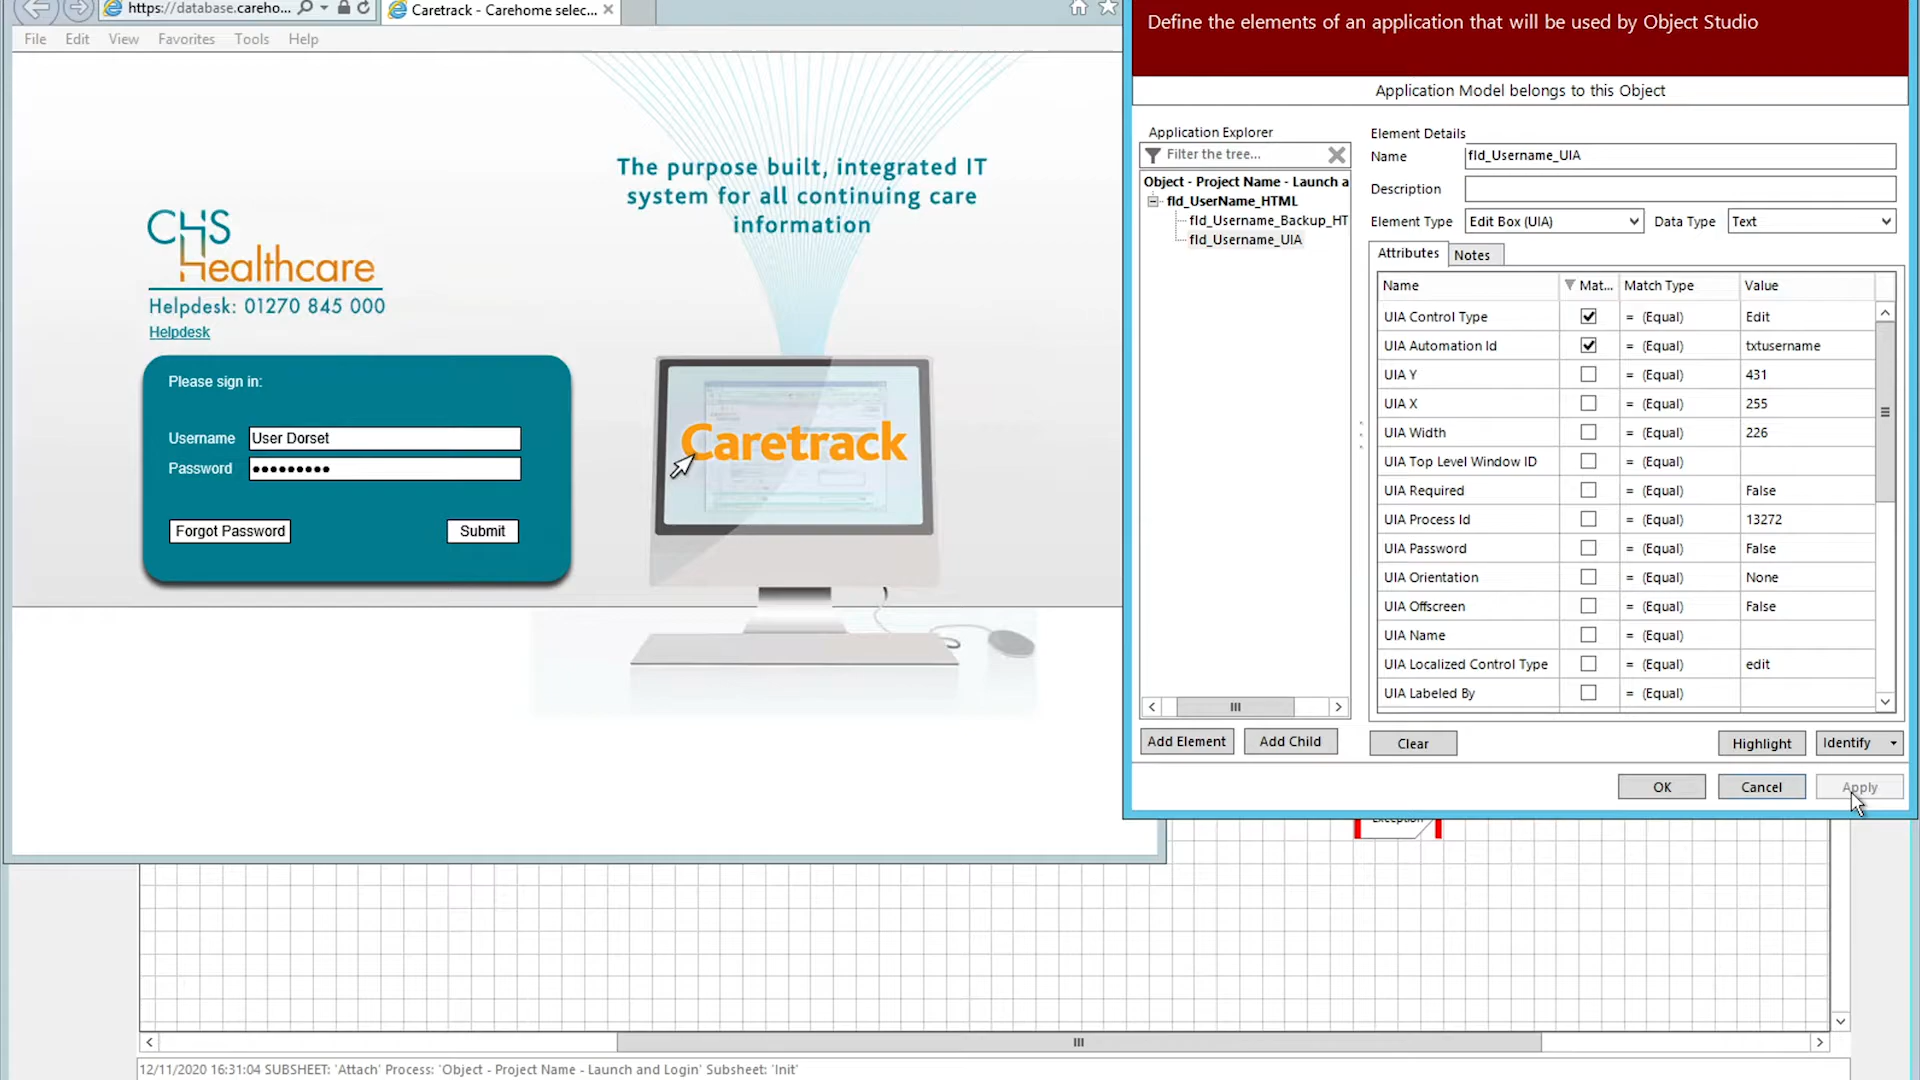 https://database.careho...
Caretrack - Carehome selec...
File Edit View Favorites Tools Help
The purpose built, integrated IT
system for all continuing care
information
CHS
Healthcare
Helpdesk: 01270 845 000
Helpdesk
Please sign in:
Username User Dorset
Password •••••••••
Forgot Password Submit
Caretrack
Define the elements of an application that will be used by Object Studio
Application Model belongs to this Object
Application Explorer
Filter the tree...
Object - Project Name - Launch a
fld_UserName_HTML
fld_Username_Backup_HT
fld_Username_UIA
Add Element Add Child
Element Details
Name fld_Username_UIA
Description
Element Type Edit Box (UIA) Data Type Text
Attributes Notes
Name Mat... Match Type Value
UIA Control Type = (Equal) Edit
UIA Automation Id = (Equal) txtusername
UIA Y = (Equal) 431
UIA X = (Equal) 255
UIA Width = (Equal) 226
UIA Top Level Window ID = (Equal)
UIA Required = (Equal) False
UIA Process Id = (Equal) 13272
UIA Password = (Equal) False
UIA Orientation = (Equal) None
UIA Offscreen = (Equal) False
UIA Name = (Equal)
UIA Localized Control Type = (Equal) edit
UIA Labeled By = (Equal)
Clear Highlight Identify
OK Cancel Apply
Exception
12/11/2020 16:31:04 SUBSHEET: 'Attach' Process: 'Object - Project Name - Launch and Login' Subsheet: 'Init'